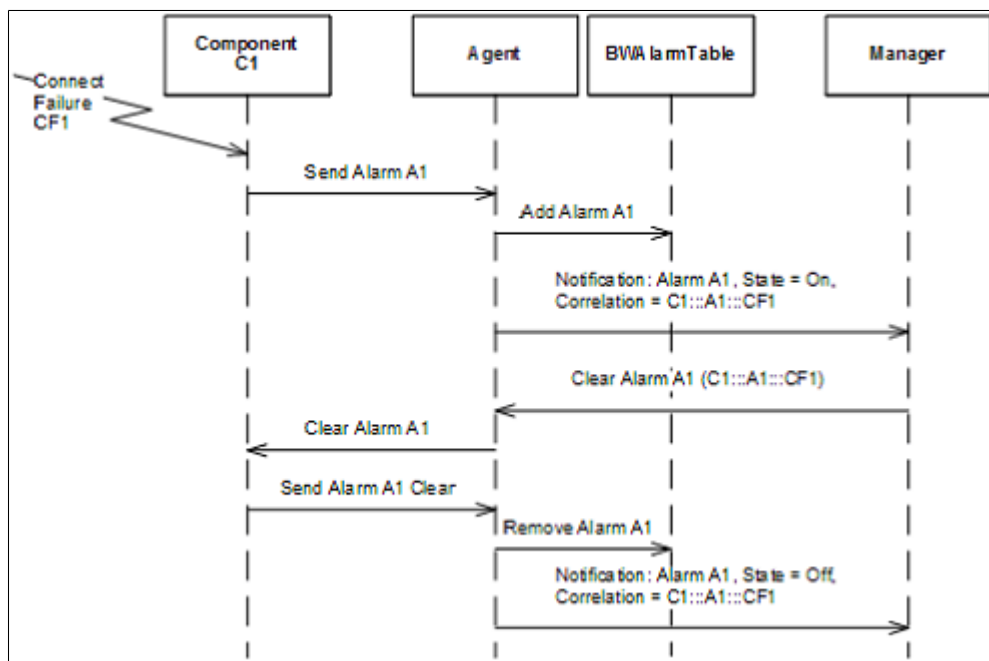 Component
C1
Agent
BWAlarmTable
Manager
Connect
Failure
CF1
Send Alarm A1
Add Alarm A1
Notification: Alarm A1, State = On,
Correlation = C1:::A1:::CF1
Clear Alarm A1 (C1:::A1:::CF1)
Clear Alarm A1
Send Alarm A1 Clear
Remove Alarm A1
Notification: Alarm A1, State = Off,
Correlation = C1:::A1:::CF1